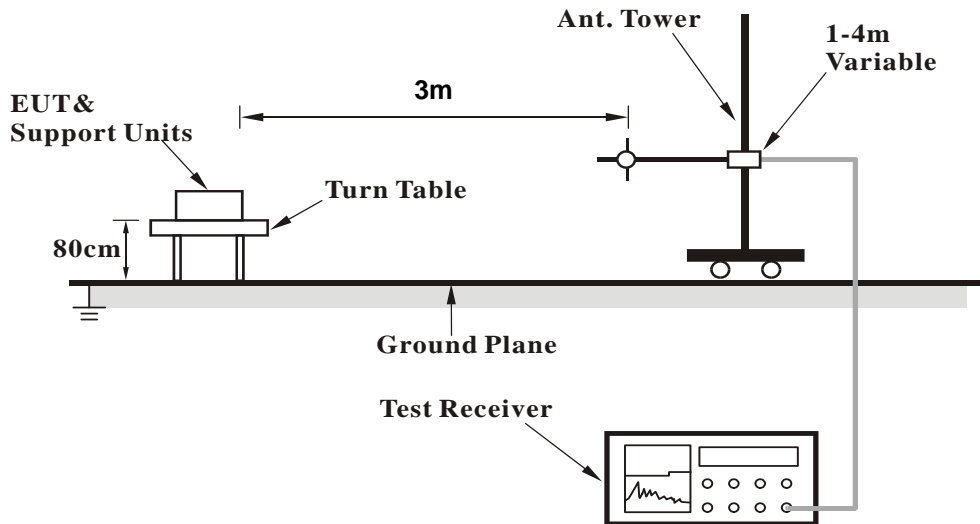 Ant. Tower
1-4m
Variable
3m
EUT&
Support Units
Turn Table
80cm
Ground Plane
Test Receiver